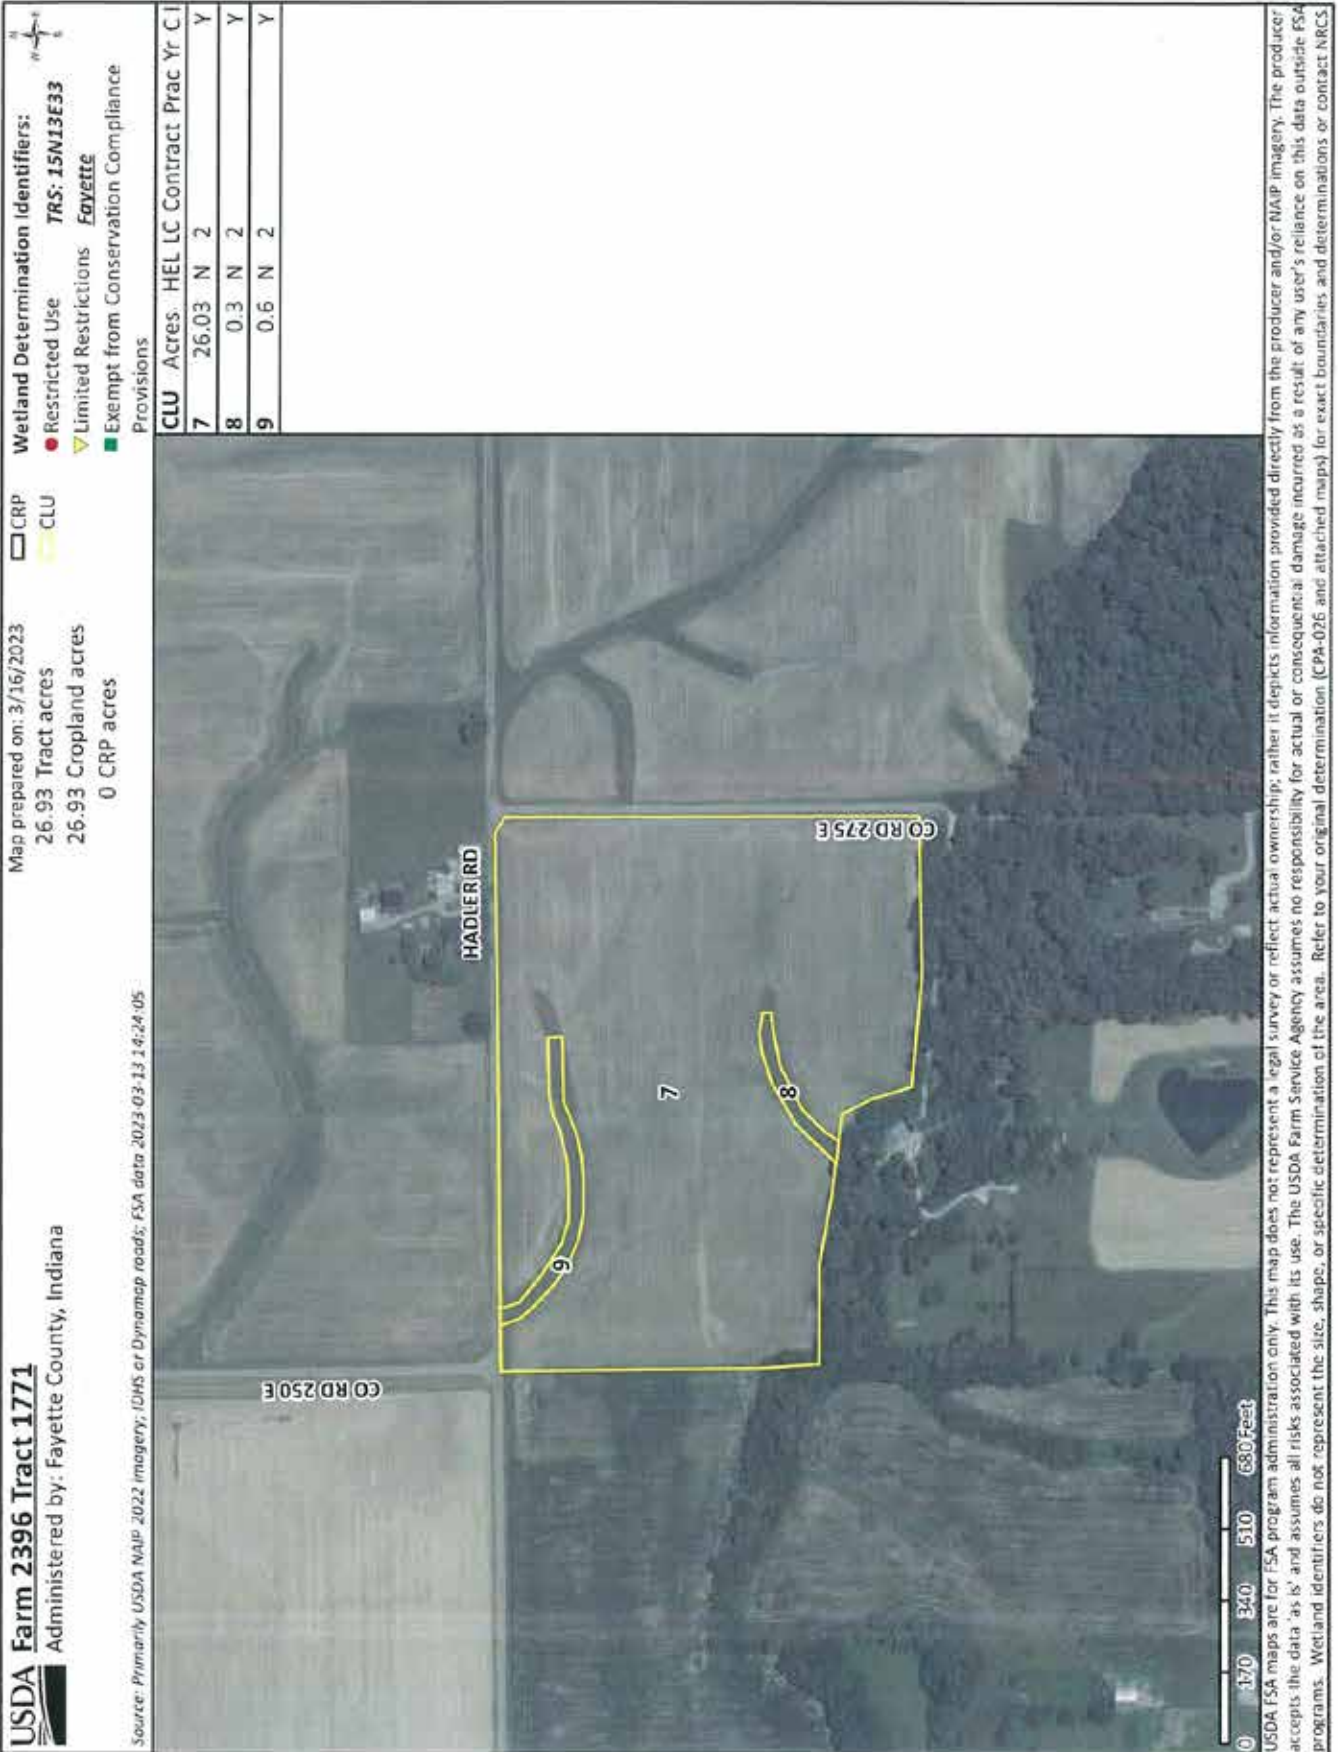 USDA Farm 2396 Tract 1771
Administered by: Fayette County, Indiana
Source: Primarily USDA NAIP 2022 imagery; IDHS or Dynamap roads; FSA data 2023-03-13 14:24:05
Map prepared on: 3/16/2023
26.93 Tract acres
26.93 Cropland acres
0 CRP acres
CRP
CLU
Wetland Determination Identifiers:
Restricted Use
Limited Restrictions
Exempt from Conservation Compliance
Provisions
TRS: 15N13E33
Fayette
N
E
S
W
CLU Acres HEL LC Contract Prac Yr C I
7 26.03 N 2 Y
8 0.3 N 2 Y
9 0.6 N 2 Y
CO RD 250 E
HADLER RD
CO RD 275 E
9
7
8
0 170 340 510 680 Feet
USDA FSA maps are for FSA program administration only. This map does not represent a legal survey or reflect actual ownership; rather it depicts information provided directly from the producer and/or NAIP imagery. The producer
accepts the data 'as is' and assumes all risks associated with its use. The USDA Farm Service Agency assumes no responsibility for actual or consequential damage incurred as a result of any user's reliance on this data outside FSA
programs. Wetland identifiers do not represent the size, shape, or specific determination of the area. Refer to your original determination (CPA-026 and attached maps) for exact boundaries and determinations or contact NRCS.